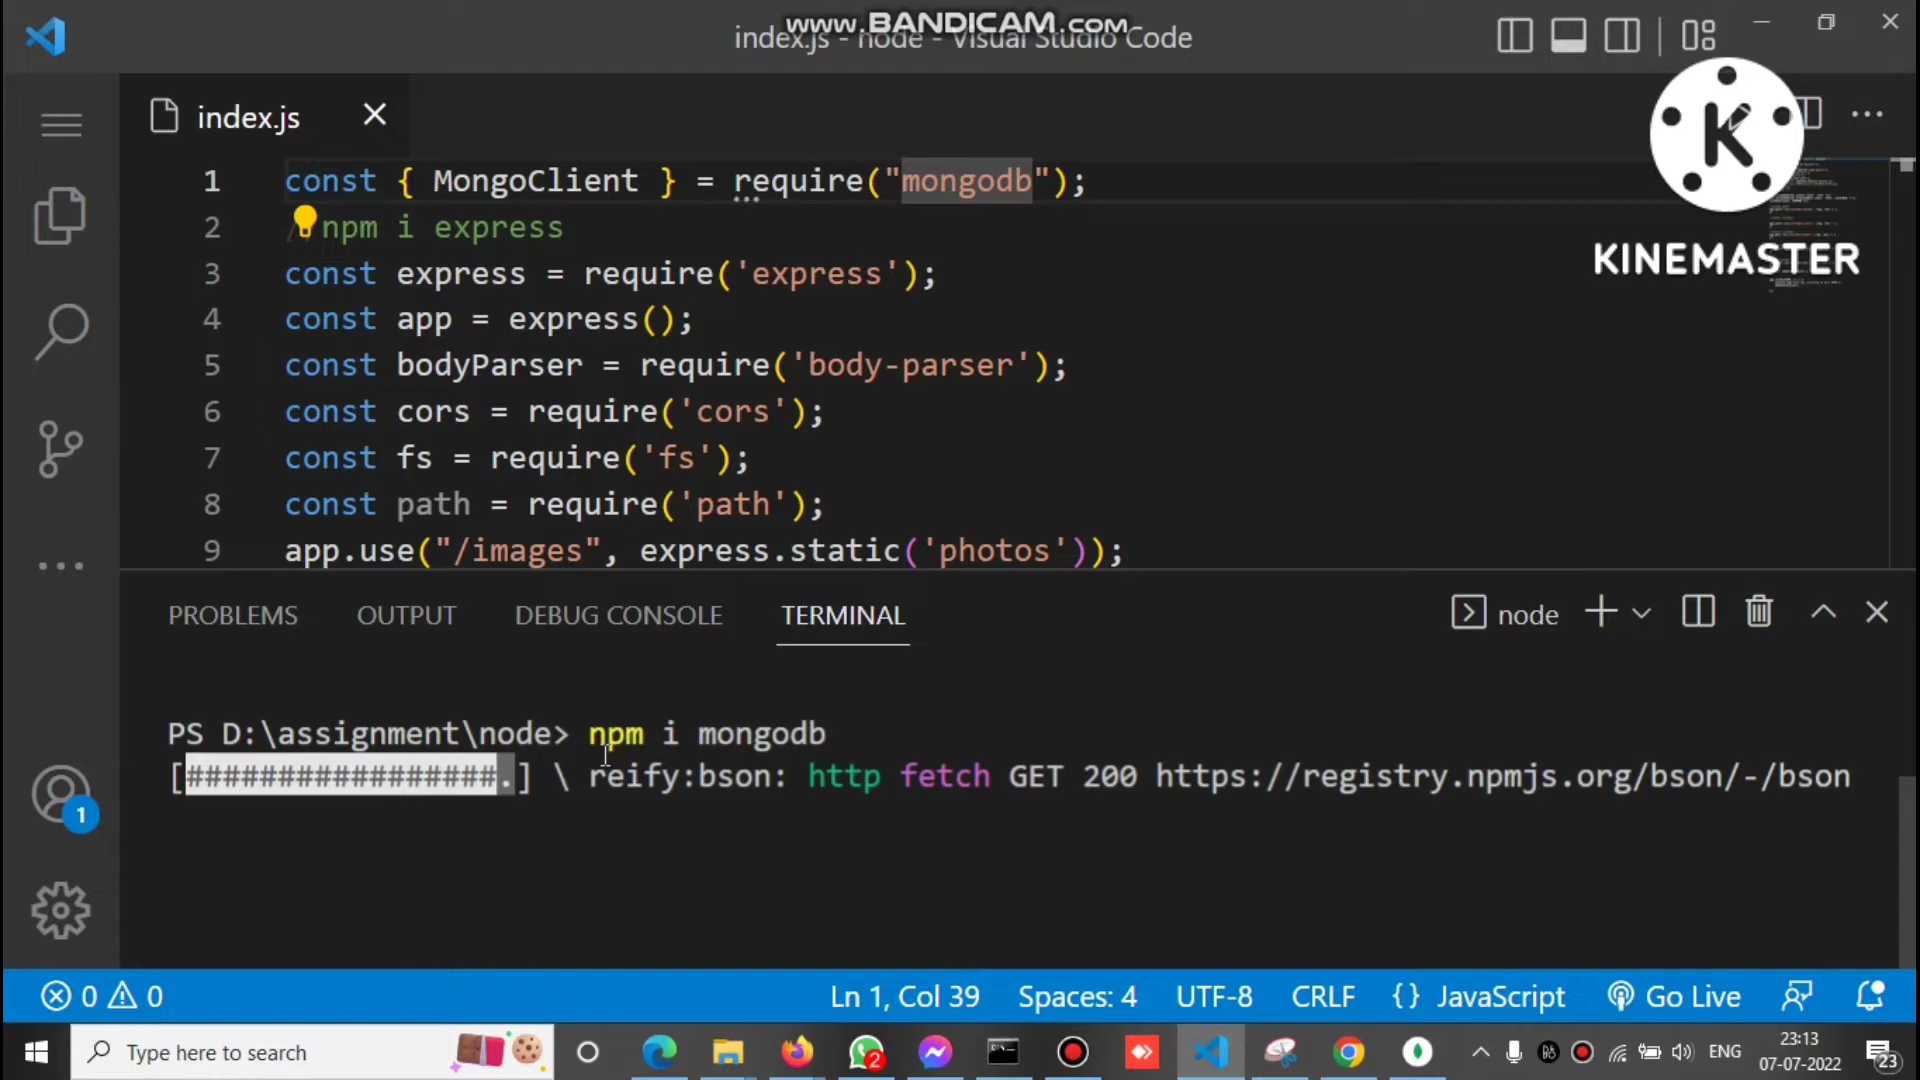 www.BANDICAM.com
index.js - node - Visual Studio Code
index.js
KINEMASTER
1 const { MongoClient } = require("mongodb");
2 //npm i express
3 const express = require('express');
4 const app = express();
5 const bodyParser = require('body-parser');
6 const cors = require('cors');
7 const fs = require('fs');
8 const path = require('path');
9 app.use("/images", express.static('photos'));
PROBLEMS OUTPUT DEBUG CONSOLE TERMINAL node
PS D:\assignment\node> npm i mongodb
[#################.] \ reify:bson: http fetch GET 200 https://registry.npmjs.org/bson/-/bson
1
0 0 Ln 1, Col 39 Spaces: 4 UTF-8 CRLF {} JavaScript Go Live
Type here to search 2 ENG 23:13
07-07-2022 23